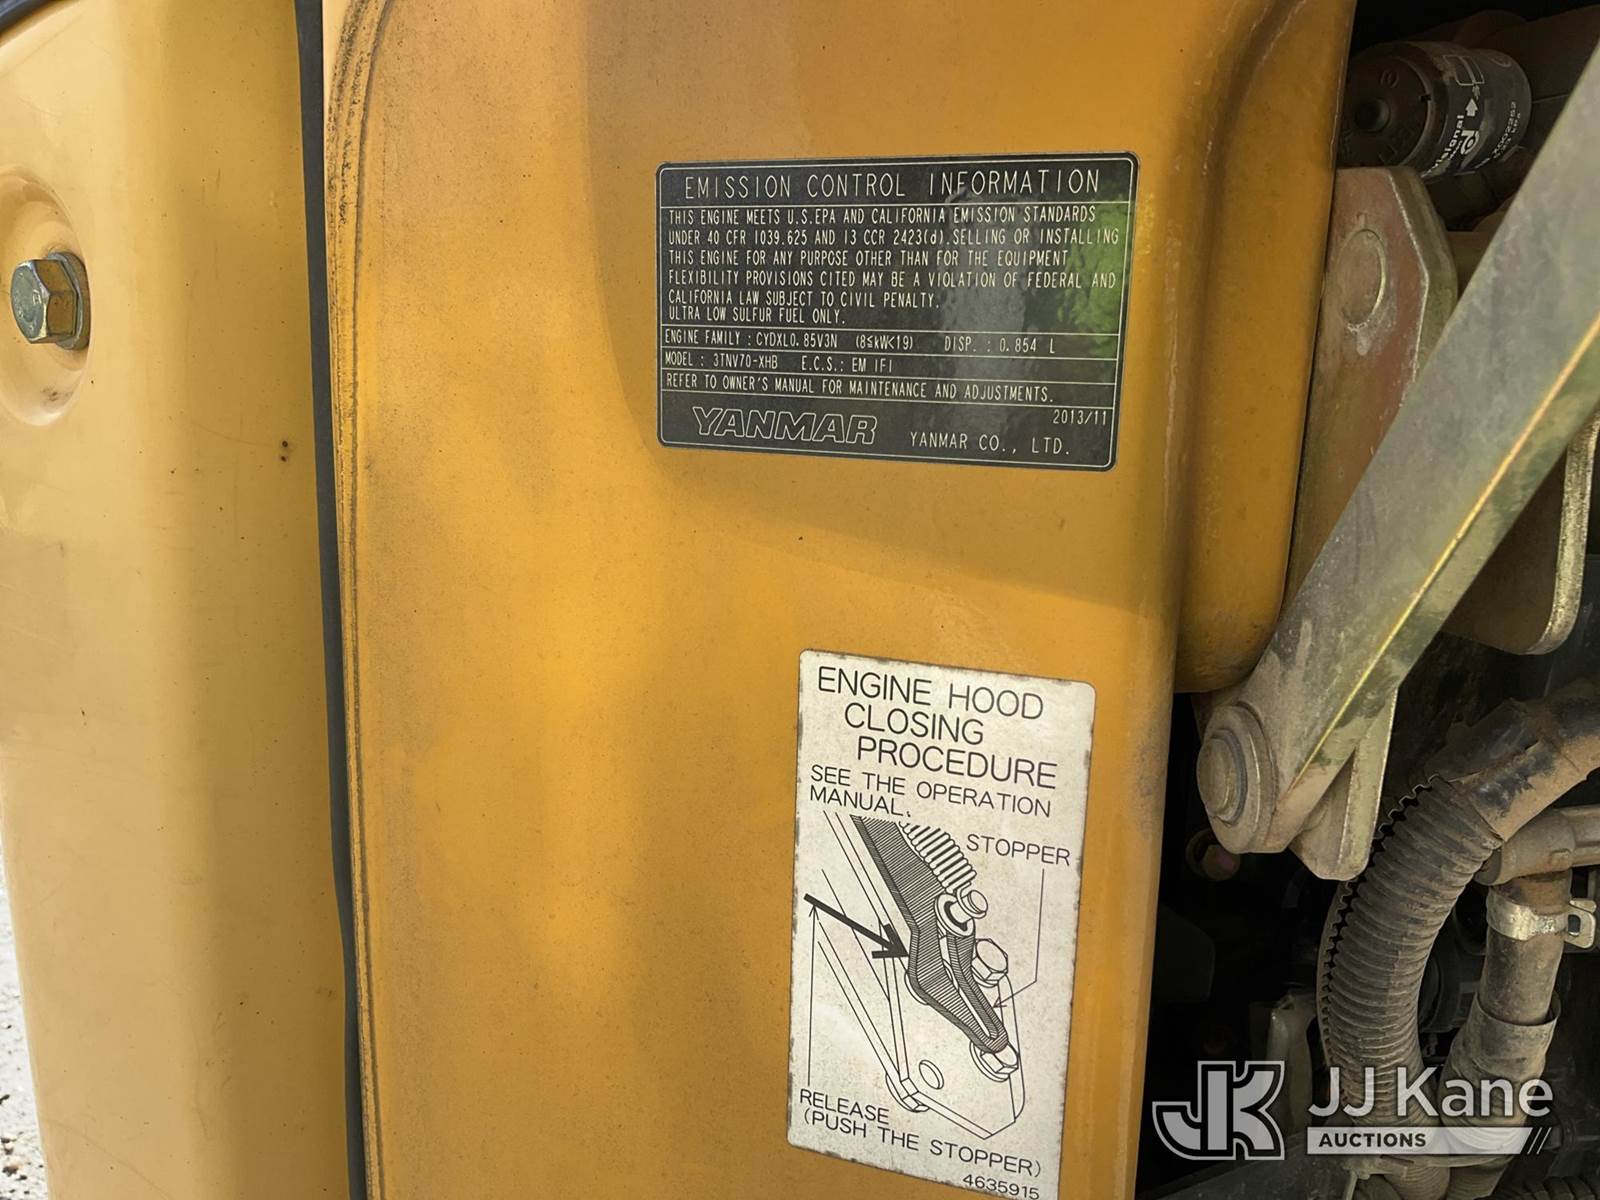 EMISSION CONTROL INFORMATION
THIS ENGINE MEETS U.S.EPA AND CALIFORNIA EMISSION STANDARDS
UNDER 40 CFR 1039.625 AND 13 CCR 2423(d).SELLING OR INSTALLING
THIS ENGINE FOR ANY PURPOSE OTHER THAN FOR THE EQUIPMENT
FLEXIBILITY PROVISIONS CITED MAY BE A VIOLATION OF FEDERAL AND
CALIFORNIA LAW SUBJECT TO CIVIL PENALTY.
ULTRA LOW SULFUR FUEL ONLY.
ENGINE FAMILY : CYDXL0.85V3N (8≤kW<19) DISP. : 0.854 L
MODEL : 3TNV70-XHB E.C.S.: EM IFI
REFER TO OWNER'S MANUAL FOR MAINTENANCE AND ADJUSTMENTS.
2013/11
YANMAR YANMAR CO., LTD.
ENGINE HOOD
CLOSING
PROCEDURE
SEE THE OPERATION
MANUAL.
STOPPER
RELEASE
(PUSH THE STOPPER)
4635915
JK JJ Kane
AUCTIONS